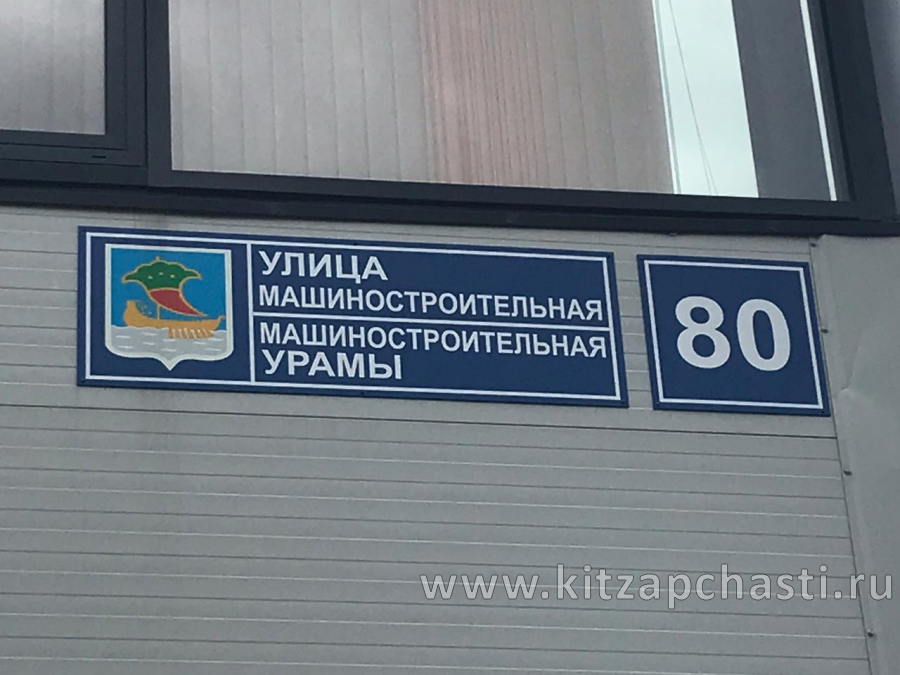 УЛИЦА
МАШИНОСТРОИТЕЛЬНАЯ
МАШИНОСТРОИТЕЛЬНАЯ
УРАМЫ
80
www.kitzapchasti.ru